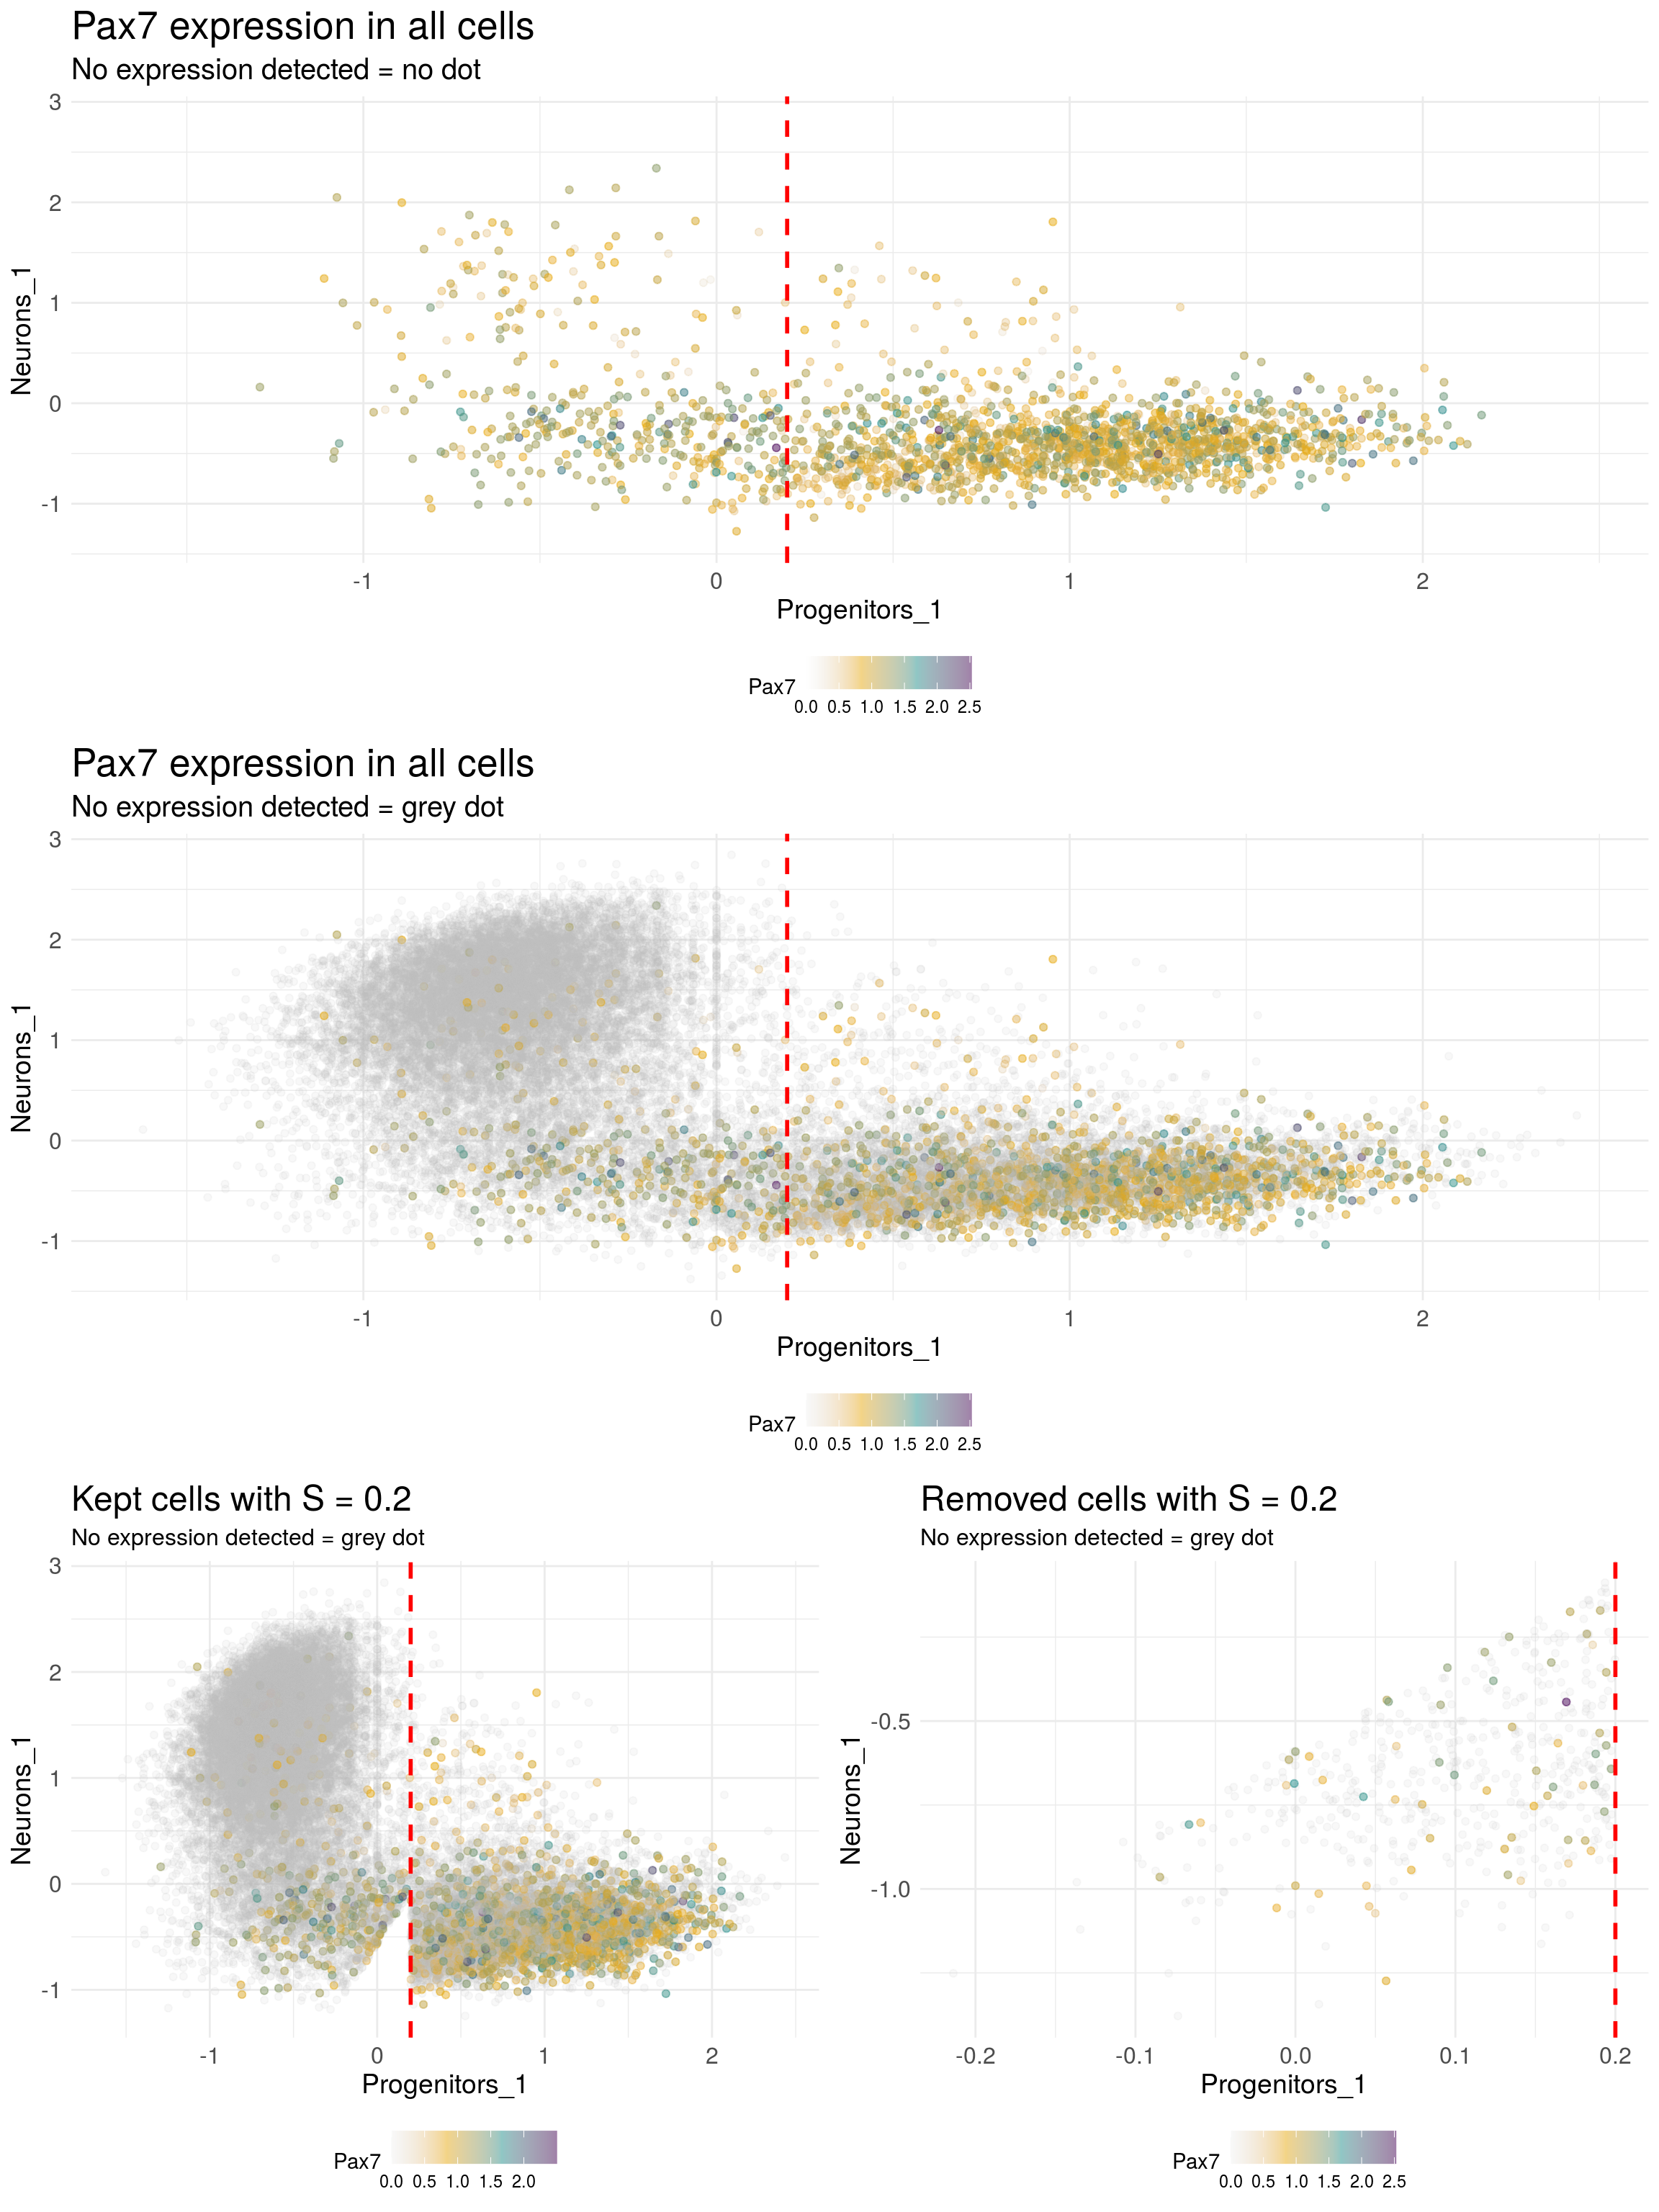 Pax7 expression in all cells
No expression detected = no dot
3
2
1
0
-1
Neurons_1
-1 0 1 2
Progenitors_1
Pax7
0.0 0.5 1.0 1.5 2.0 2.5
Pax7 expression in all cells
No expression detected = grey dot
3
2
1
0
-1
Neurons_1
-1 0 1 2
Progenitors_1
Pax7
0.0 0.5 1.0 1.5 2.0 2.5
Kept cells with S = 0.2
No expression detected = grey dot
3
2
1
0
-1
Neurons_1
-1 0 1 2
Progenitors_1
Pax7
0.0 0.5 1.0 1.5 2.0
Removed cells with S = 0.2
No expression detected = grey dot
-0.5
-1.0
Neurons_1
-0.2 -0.1 0.0 0.1 0.2
Progenitors_1
Pax7
0.0 0.5 1.0 1.5 2.0 2.5